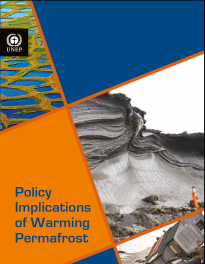 UNEP
Policy
Implications
of Warming
Permafrost